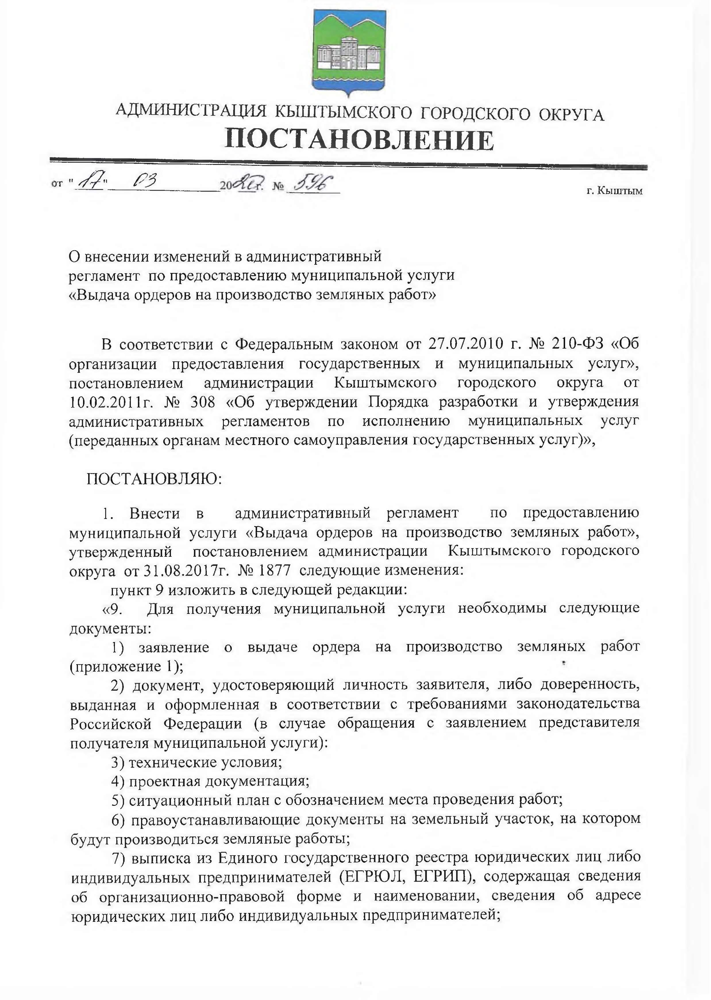 АДМИНИСТРАЦИЯ КЫШТЫМСКОГО ГОРОДСКОГО ОКРУГА
ПОСТАНОВЛЕНИЕ
от "17" 03 2020г. № 596
г. Кыштым
О внесении изменений в административный
регламент по предоставлению муниципальной услуги
«Выдача ордеров на производство земляных работ»
В соответствии с Федеральным законом от 27.07.2010 г. № 210-ФЗ «Об
организации предоставления государственных и муниципальных услуг»,
постановлением администрации Кыштымского городского округа от
10.02.2011г. № 308 «Об утверждении Порядка разработки и утверждения
административных регламентов по исполнению муниципальных услуг
(переданных органам местного самоуправления государственных услуг)»,
ПОСТАНОВЛЯЮ:
1. Внести в административный регламент по предоставлению
муниципальной услуги «Выдача ордеров на производство земляных работ»,
утвержденный постановлением администрации Кыштымского городского
округа от 31.08.2017г. № 1877 следующие изменения:
пункт 9 изложить в следующей редакции:
«9. Для получения муниципальной услуги необходимы следующие
документы:
1) заявление о выдаче ордера на производство земляных работ
(приложение 1);
2) документ, удостоверяющий личность заявителя, либо доверенность,
выданная и оформленная в соответствии с требованиями законодательства
Российской Федерации (в случае обращения с заявлением представителя
получателя муниципальной услуги):
3) технические условия;
4) проектная документация;
5) ситуационный план с обозначением места проведения работ;
6) правоустанавливающие документы на земельный участок, на котором
будут производиться земляные работы;
7) выписка из Единого государственного реестра юридических лиц либо
индивидуальных предпринимателей (ЕГРЮЛ, ЕГРИП), содержащая сведения
об организационно-правовой форме и наименовании, сведения об адресе
юридических лиц либо индивидуальных предпринимателей;